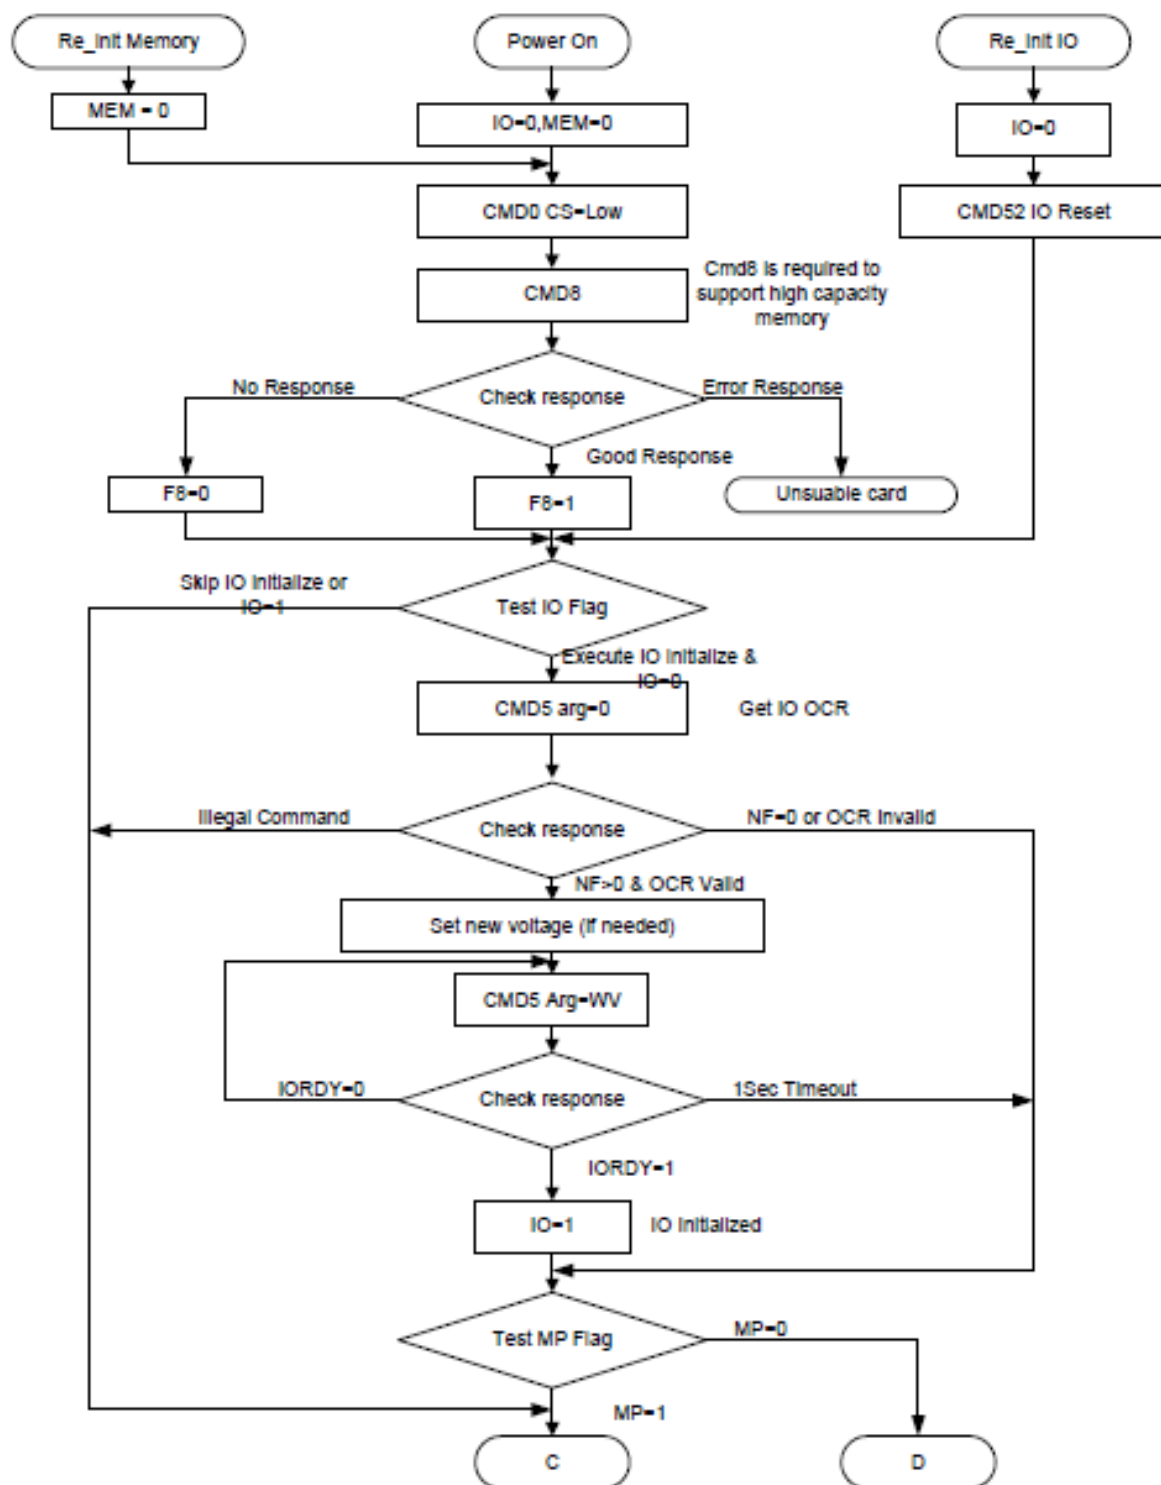 Re_Init Memory
Power On
Re_Init IO
MEM = 0
IO=0,MEM=0
IO=0
CMD0 CS=Low
CMD52 IO Reset
CMD8
Cmd8 is required to
support high capacity
memory
No Response
Check response
Error Response
Good Response
F8=0
F8=1
Unsuable card
Skip IO Initialize or
IO=1
Test IO Flag
Execute IO Initialize &
IO=0
CMD5 arg=0
Get IO OCR
Illegal Command
Check response
NF=0 or OCR Invalid
NF>0 & OCR Valid
Set new voltage (if needed)
CMD5 Arg=WV
IORDY=0
Check response
1Sec Timeout
IORDY=1
IO=1
IO Initialized
Test MP Flag
MP=0
MP=1
C
D